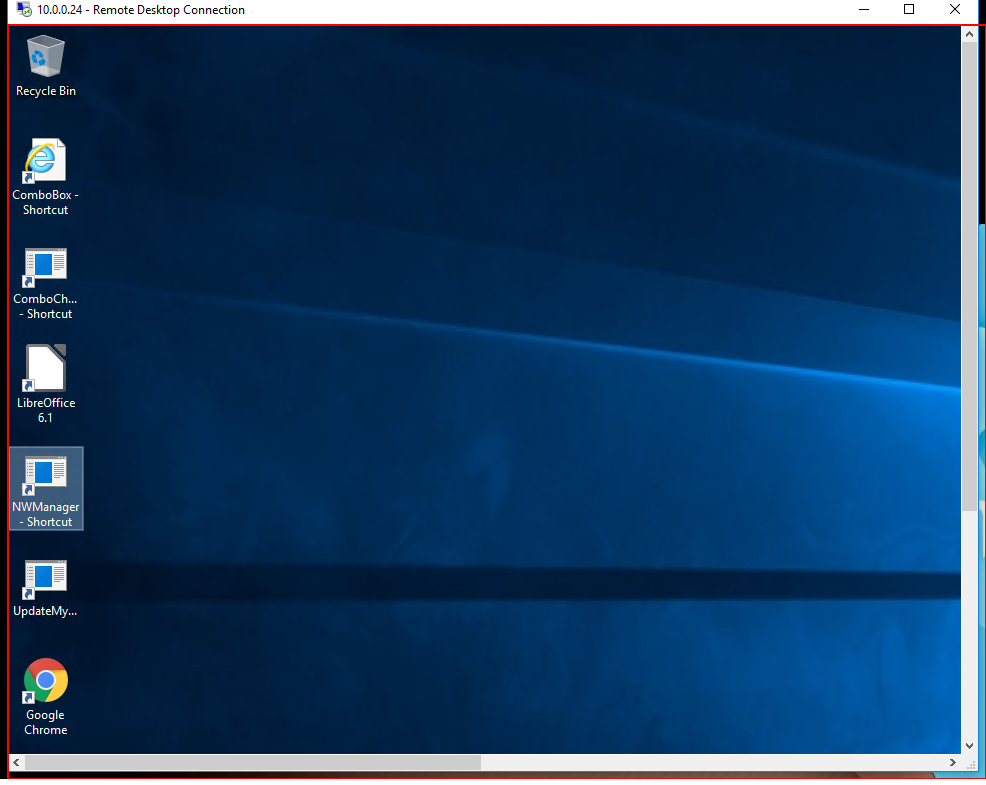 10.0.0.24 - Remote Desktop Connection
Recycle Bin
ComboBox -
Shortcut
ComboCh...
- Shortcut
LibreOffice
6.1
NWManager
- Shortcut
UpdateMy...
Google
Chrome